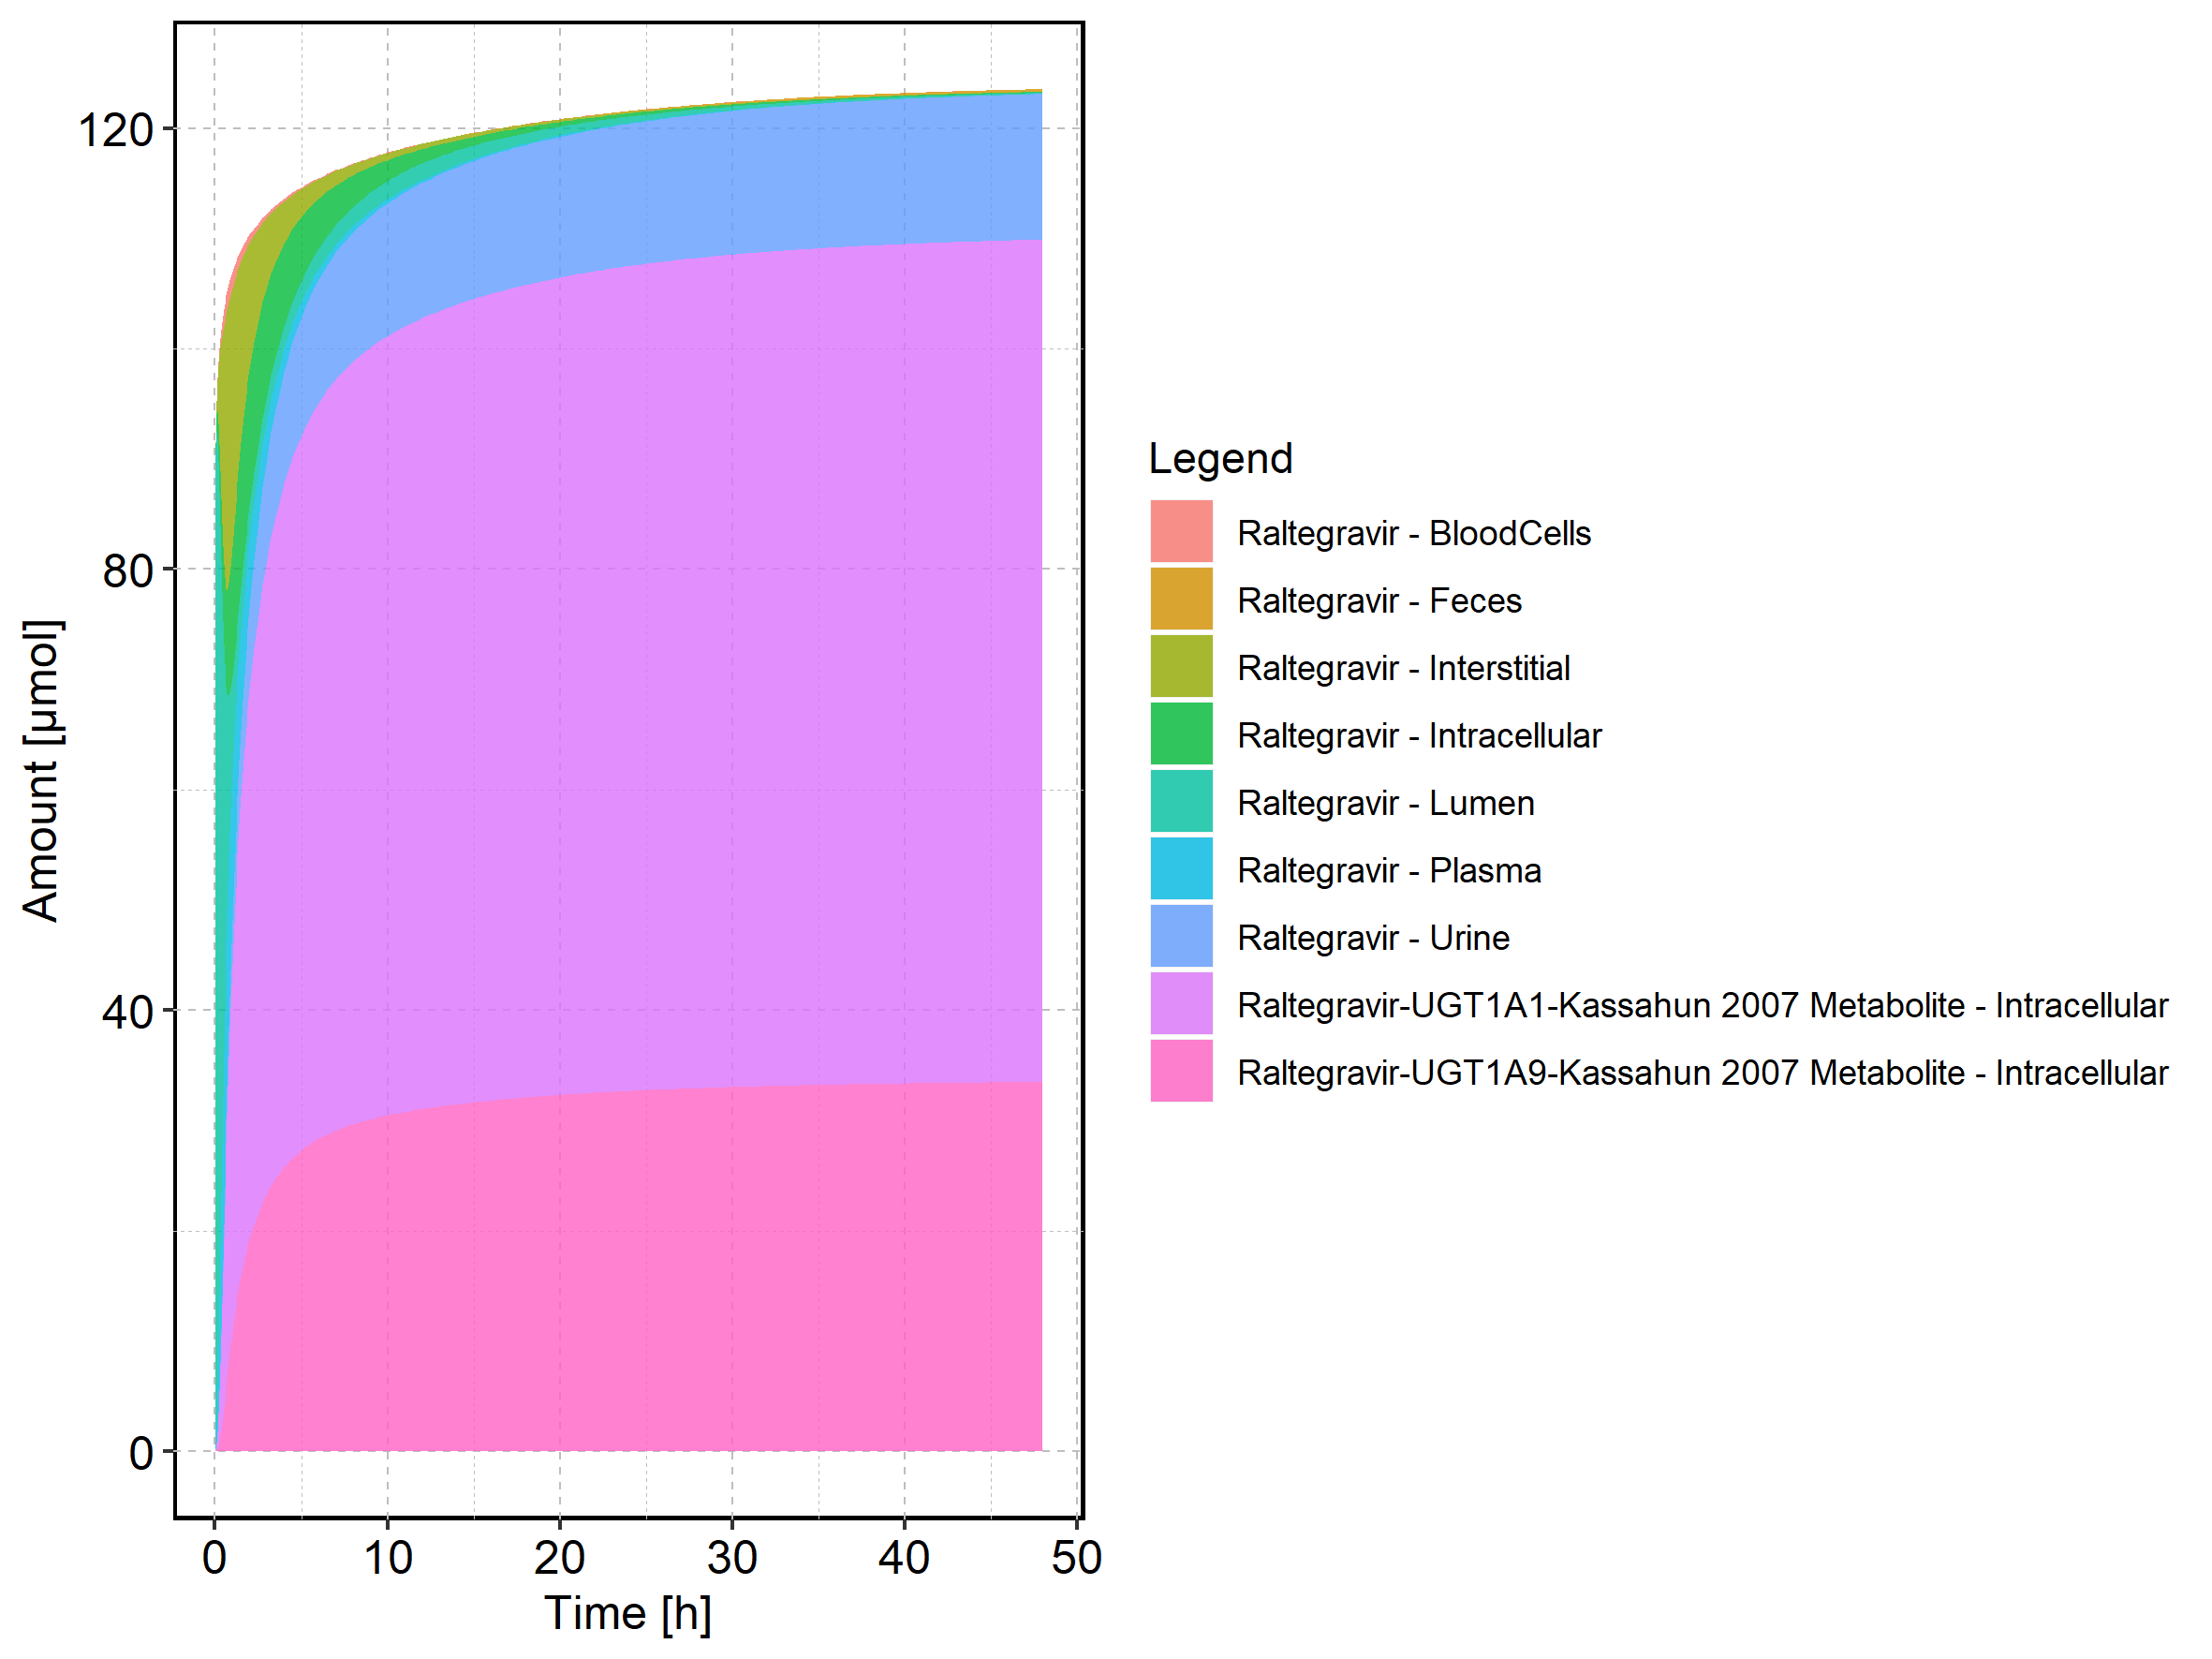 120
80
40
0
Amount [µmol]
0 10 20 30 40 50
Time [h]
Legend
Raltegravir - BloodCells
Raltegravir - Feces
Raltegravir - Interstitial
Raltegravir - Intracellular
Raltegravir - Lumen
Raltegravir - Plasma
Raltegravir - Urine
Raltegravir-UGT1A1-Kassahun 2007 Metabolite - Intracellular
Raltegravir-UGT1A9-Kassahun 2007 Metabolite - Intracellular